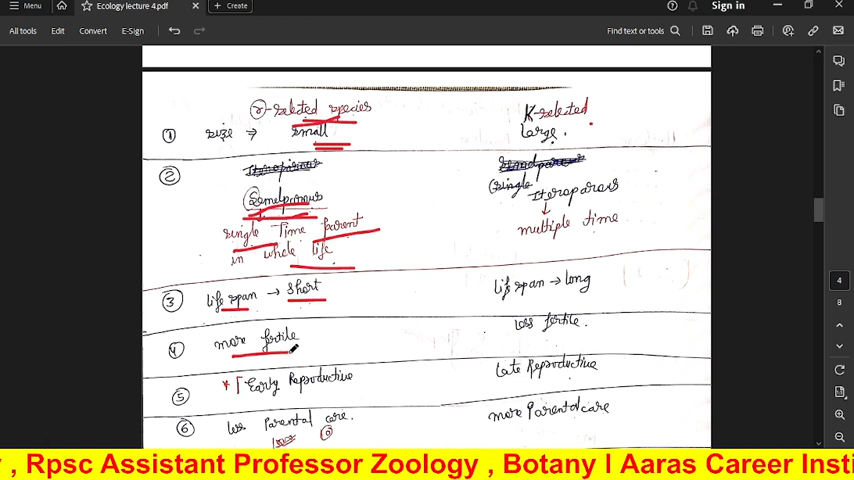 Menu
Ecology lecture 4.pdf
Create
Sign in
All tools
Edit
Convert
E-Sign
Find text or tools
r-selected species
K-selected
1 size ⇒ small
Large.
2
Semelparous
(single
Iteroparous
single Time parent
in whole life
multiple time
3 life span → short
life span → long
4 more fertile
less fertile.
5 * Early Reproductive
Late Reproductive
6 less Parental care.
more Parental care
4
8
, Rpsc Assistant Professor Zoology , Botany l Aaras Career Insti